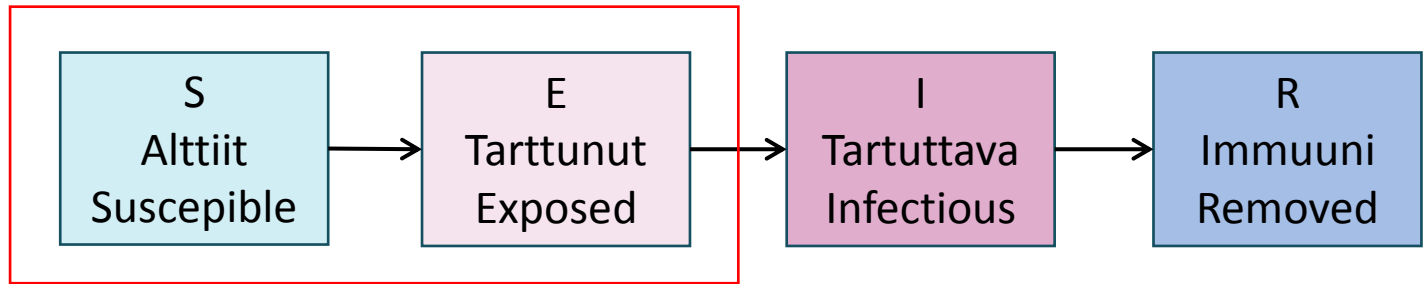 S
Alttiit
Suscepible
E
Tarttunut
Exposed
I
Tartuttava
Infectious
R
Immuuni
Removed